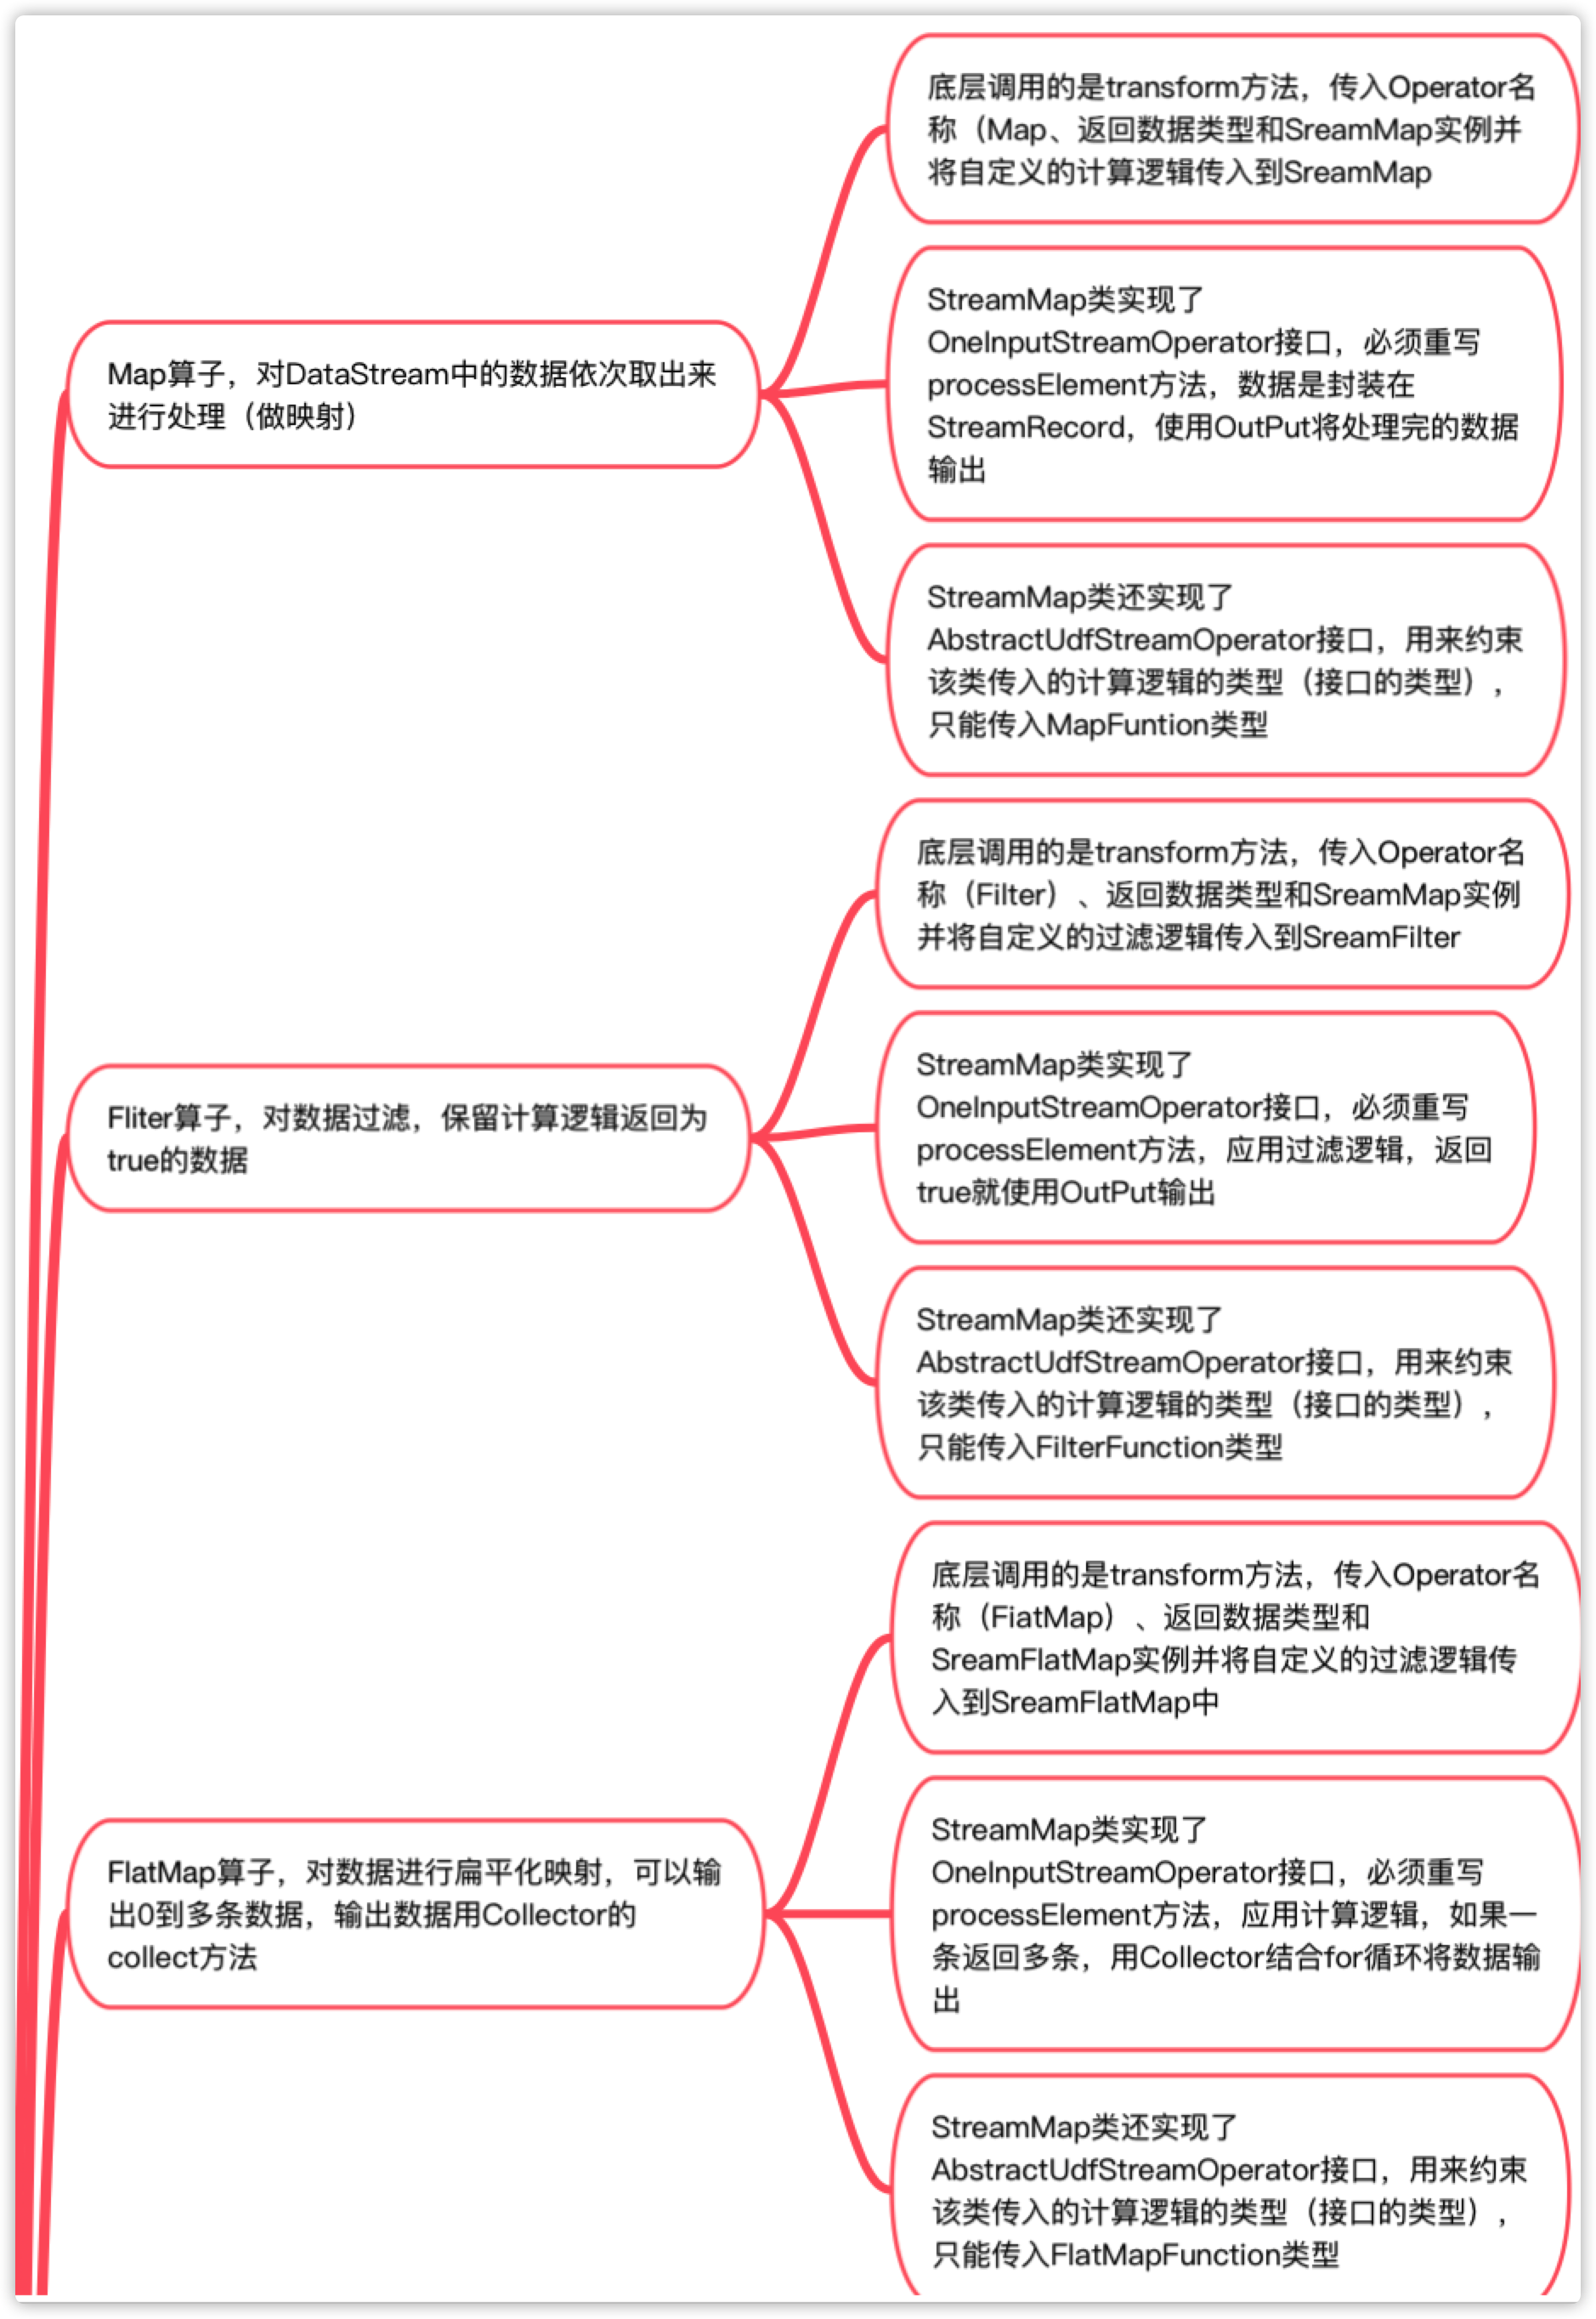 Map算子，对DataStream中的数据依次取出来
进行处理（做映射）
底层调用的是transform方法，传入Operator名
称（Map、返回数据类型和SreamMap实例并
将自定义的计算逻辑传入到SreamMap
StreamMap类实现了
OneInputStreamOperator接口，必须重写
processElement方法，数据是封装在
StreamRecord，使用OutPut将处理完的数据
输出
StreamMap类还实现了
AbstractUdfStreamOperator接口，用来约束
该类传入的计算逻辑的类型（接口的类型），
只能传入MapFuntion类型
Fliter算子，对数据过滤，保留计算逻辑返回为
true的数据
底层调用的是transform方法，传入Operator名
称（Filter）、返回数据类型和SreamMap实例
并将自定义的过滤逻辑传入到SreamFilter
StreamMap类实现了
OneInputStreamOperator接口，必须重写
processElement方法，应用过滤逻辑，返回
true就使用OutPut输出
StreamMap类还实现了
AbstractUdfStreamOperator接口，用来约束
该类传入的计算逻辑的类型（接口的类型），
只能传入FilterFunction类型
FlatMap算子，对数据进行扁平化映射，可以输
出0到多条数据，输出数据用Collector的
collect方法
底层调用的是transform方法，传入Operator名
称（FiatMap）、返回数据类型和
SreamFlatMap实例并将自定义的过滤逻辑传
入到SreamFlatMap中
StreamMap类实现了
OneInputStreamOperator接口，必须重写
processElement方法，应用计算逻辑，如果一
条返回多条，用Collector结合for循环将数据输
出
StreamMap类还实现了
AbstractUdfStreamOperator接口，用来约束
该类传入的计算逻辑的类型（接口的类型），
只能传入FlatMapFunction类型